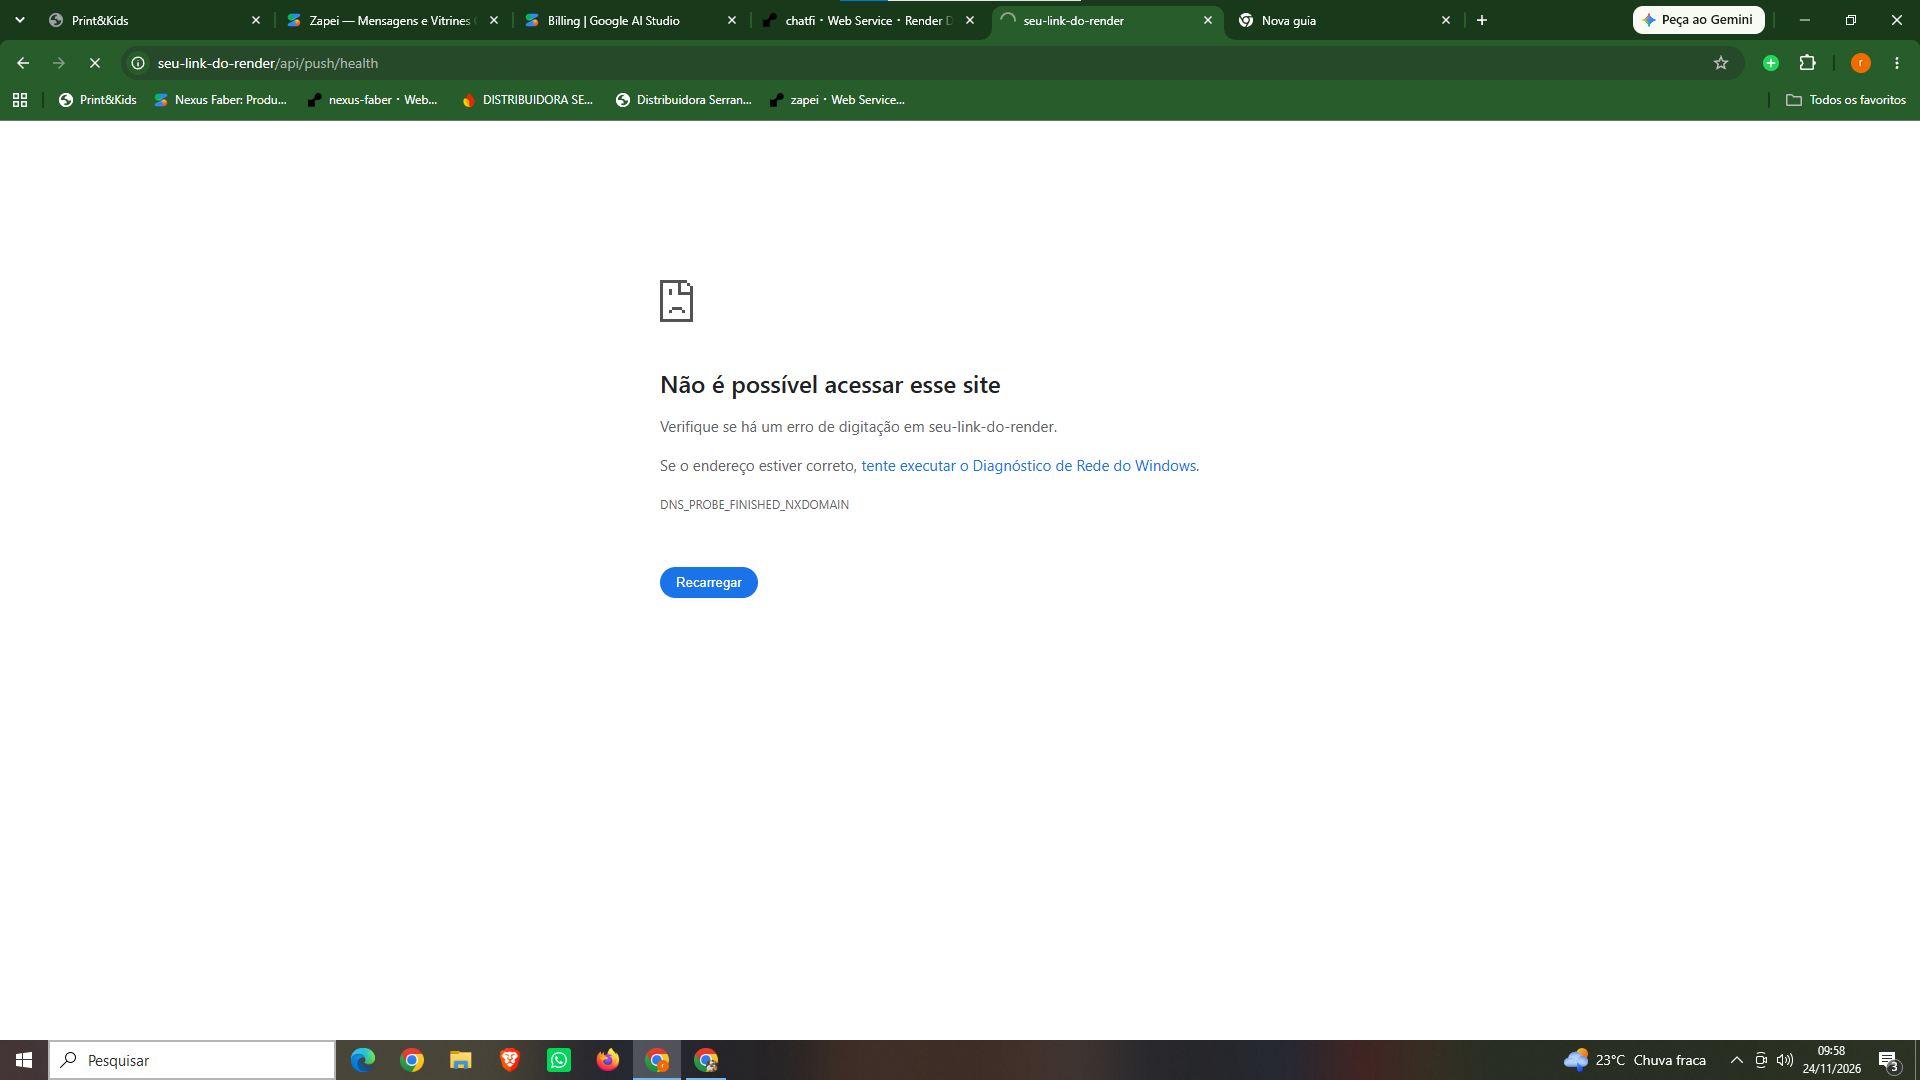 Print&Kids
Zapei — Mensagens e Vitrines
Billing | Google AI Studio
chatfi · Web Service · Render D
seu-link-do-render
Nova guia
Peça ao Gemini
seu-link-do-render/api/push/health
r
Print&Kids
Nexus Faber: Produ...
nexus-faber · Web...
DISTRIBUIDORA SE...
Distribuidora Serran...
zapei · Web Service...
Todos os favoritos
Não é possível acessar esse site
Verifique se há um erro de digitação em seu-link-do-render.
Se o endereço estiver correto, tente executar o Diagnóstico de Rede do Windows.
DNS_PROBE_FINISHED_NXDOMAIN
Recarregar
Pesquisar
23°C Chuva fraca
09:58
24/11/2026
3